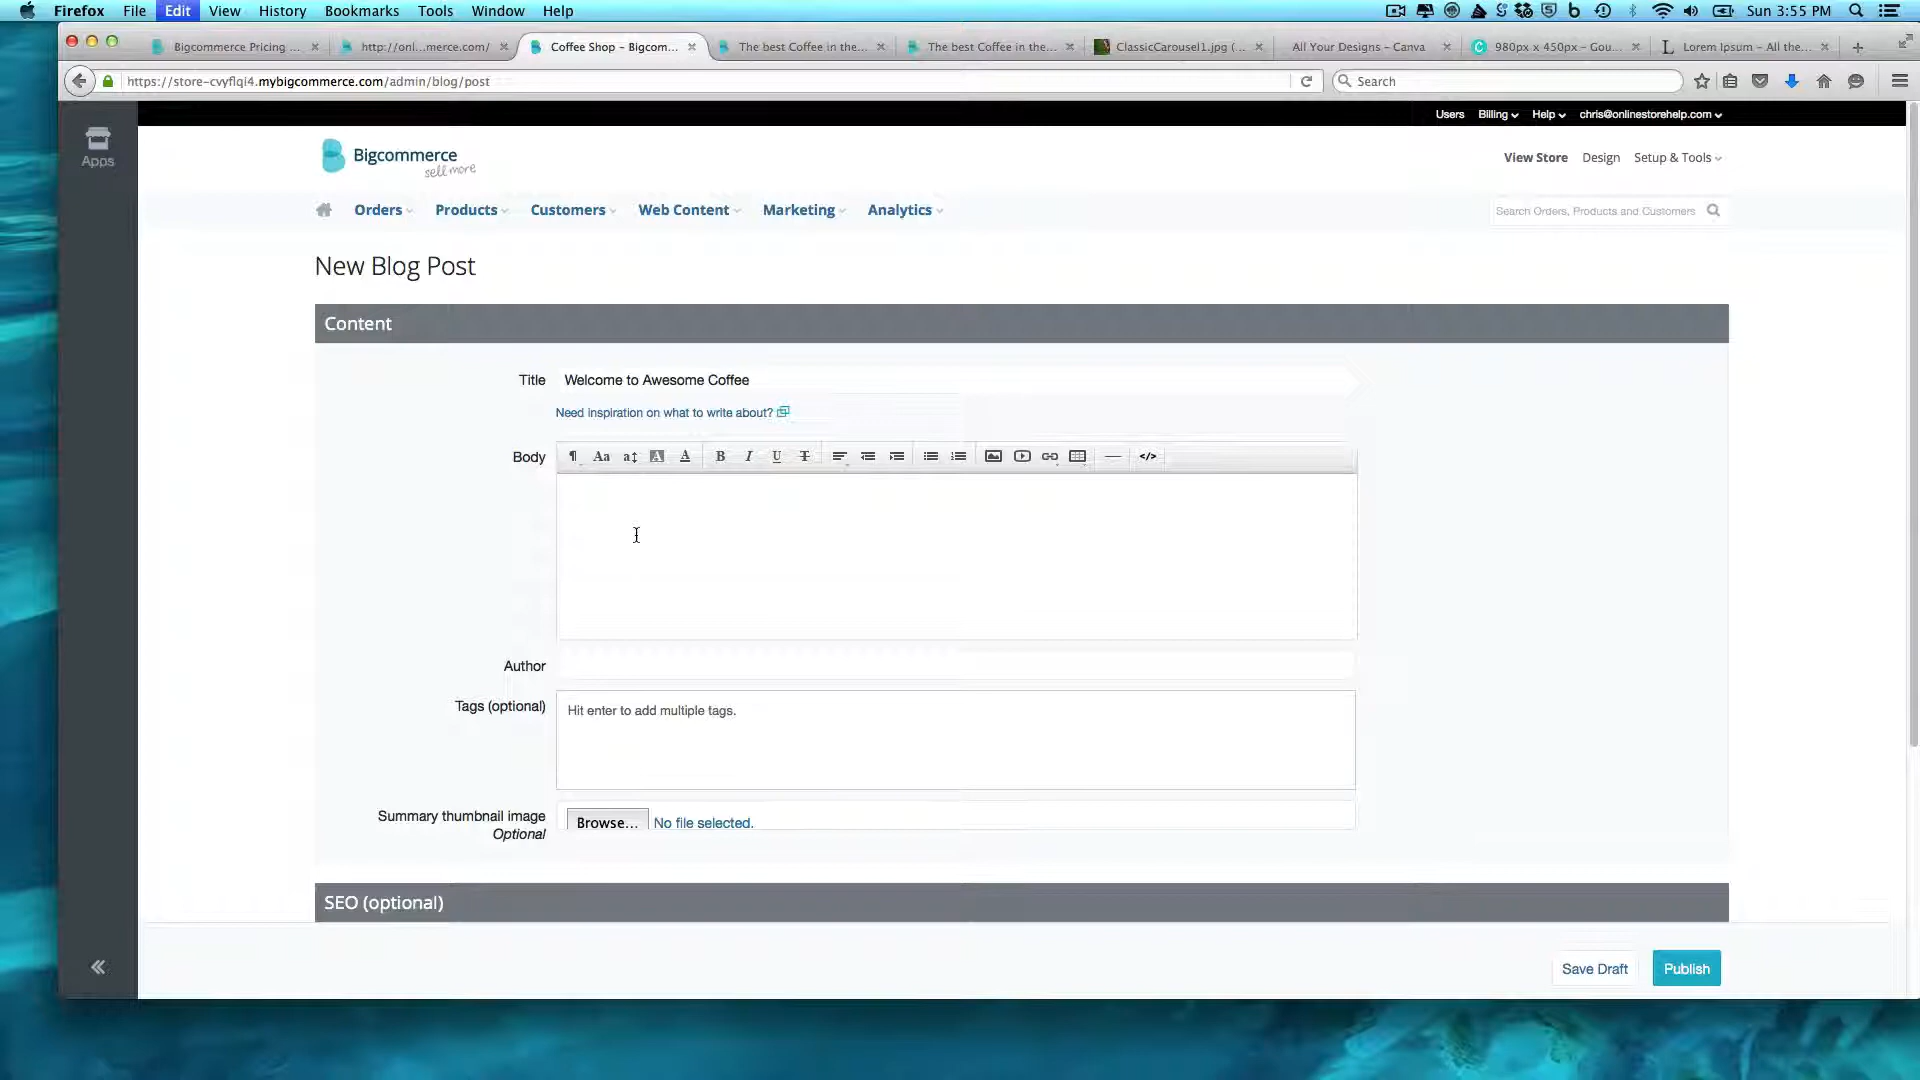 Firefox File Edit View History Bookmarks Tools Window Help Sun 3:55 PM
Bigcommerce Pricing ... http://onl...merce.com/ Coffee Shop - Bigcom... The best Coffee in the... The best Coffee in the... ClassicCarousel1.jpg (... All Your Designs - Canva 980px x 450px - Gou... Lorem Ipsum - All the...
https://store-cvyflqi4.mybigcommerce.com/admin/blog/post Search
Users Billing Help chris@onlinestorehelp.com
Apps
Bigcommerce
sell more
View Store Design Setup & Tools
Orders Products Customers Web Content Marketing Analytics
Search Orders, Products and Customers
New Blog Post
Content
Title Welcome to Awesome Coffee
Need inspiration on what to write about?
Body
Author
Tags (optional) Hit enter to add multiple tags.
Summary thumbnail image
Optional
Browse... No file selected.
SEO (optional)
Save Draft Publish